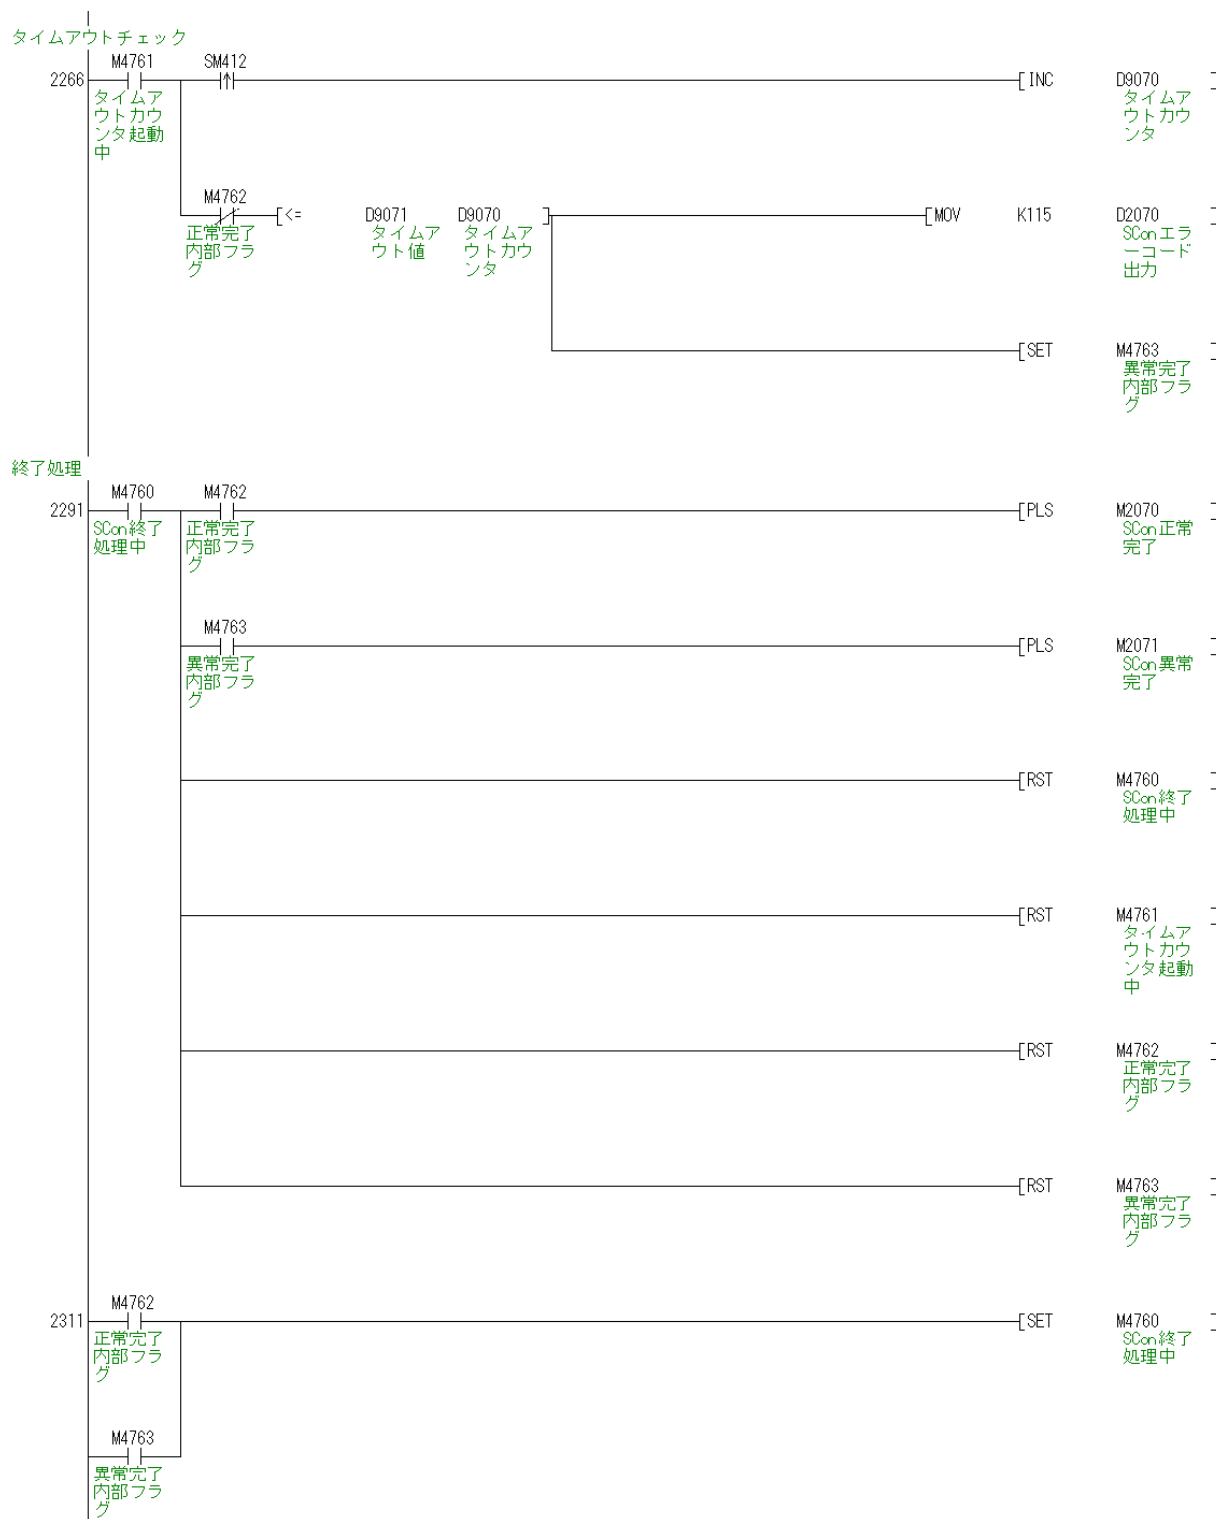 タイムアウトチェック
M4761 SM412
2266 [INC D9070 ]
タイムア
ウトカウ
ンタ起動
中
タイムア
ウトカウ
ンタ
M4762
[<= D9071 D9070 ] [MOV K115 D2070 ]
正常完了
内部フラ
グ
タイムア
ウト値
タイムア
ウトカウ
ンタ
SConエラ
ーコード
出力
[SET M4763 ]
異常完了
内部フラ
グ
終了処理
M4760 M4762
2291 [PLS M2070 ]
SCon終了
処理中
正常完了
内部フラ
グ
SCon正常
完了
M4763
[PLS M2071 ]
異常完了
内部フラ
グ
SCon異常
完了
[RST M4760 ]
SCon終了
処理中
[RST M4761 ]
タイムア
ウトカウ
ンタ起動
中
[RST M4762 ]
正常完了
内部フラ
グ
[RST M4763 ]
異常完了
内部フラ
グ
M4762
2311 [SET M4760 ]
正常完了
内部フラ
グ
SCon終了
処理中
M4763
異常完了
内部フラ
グ